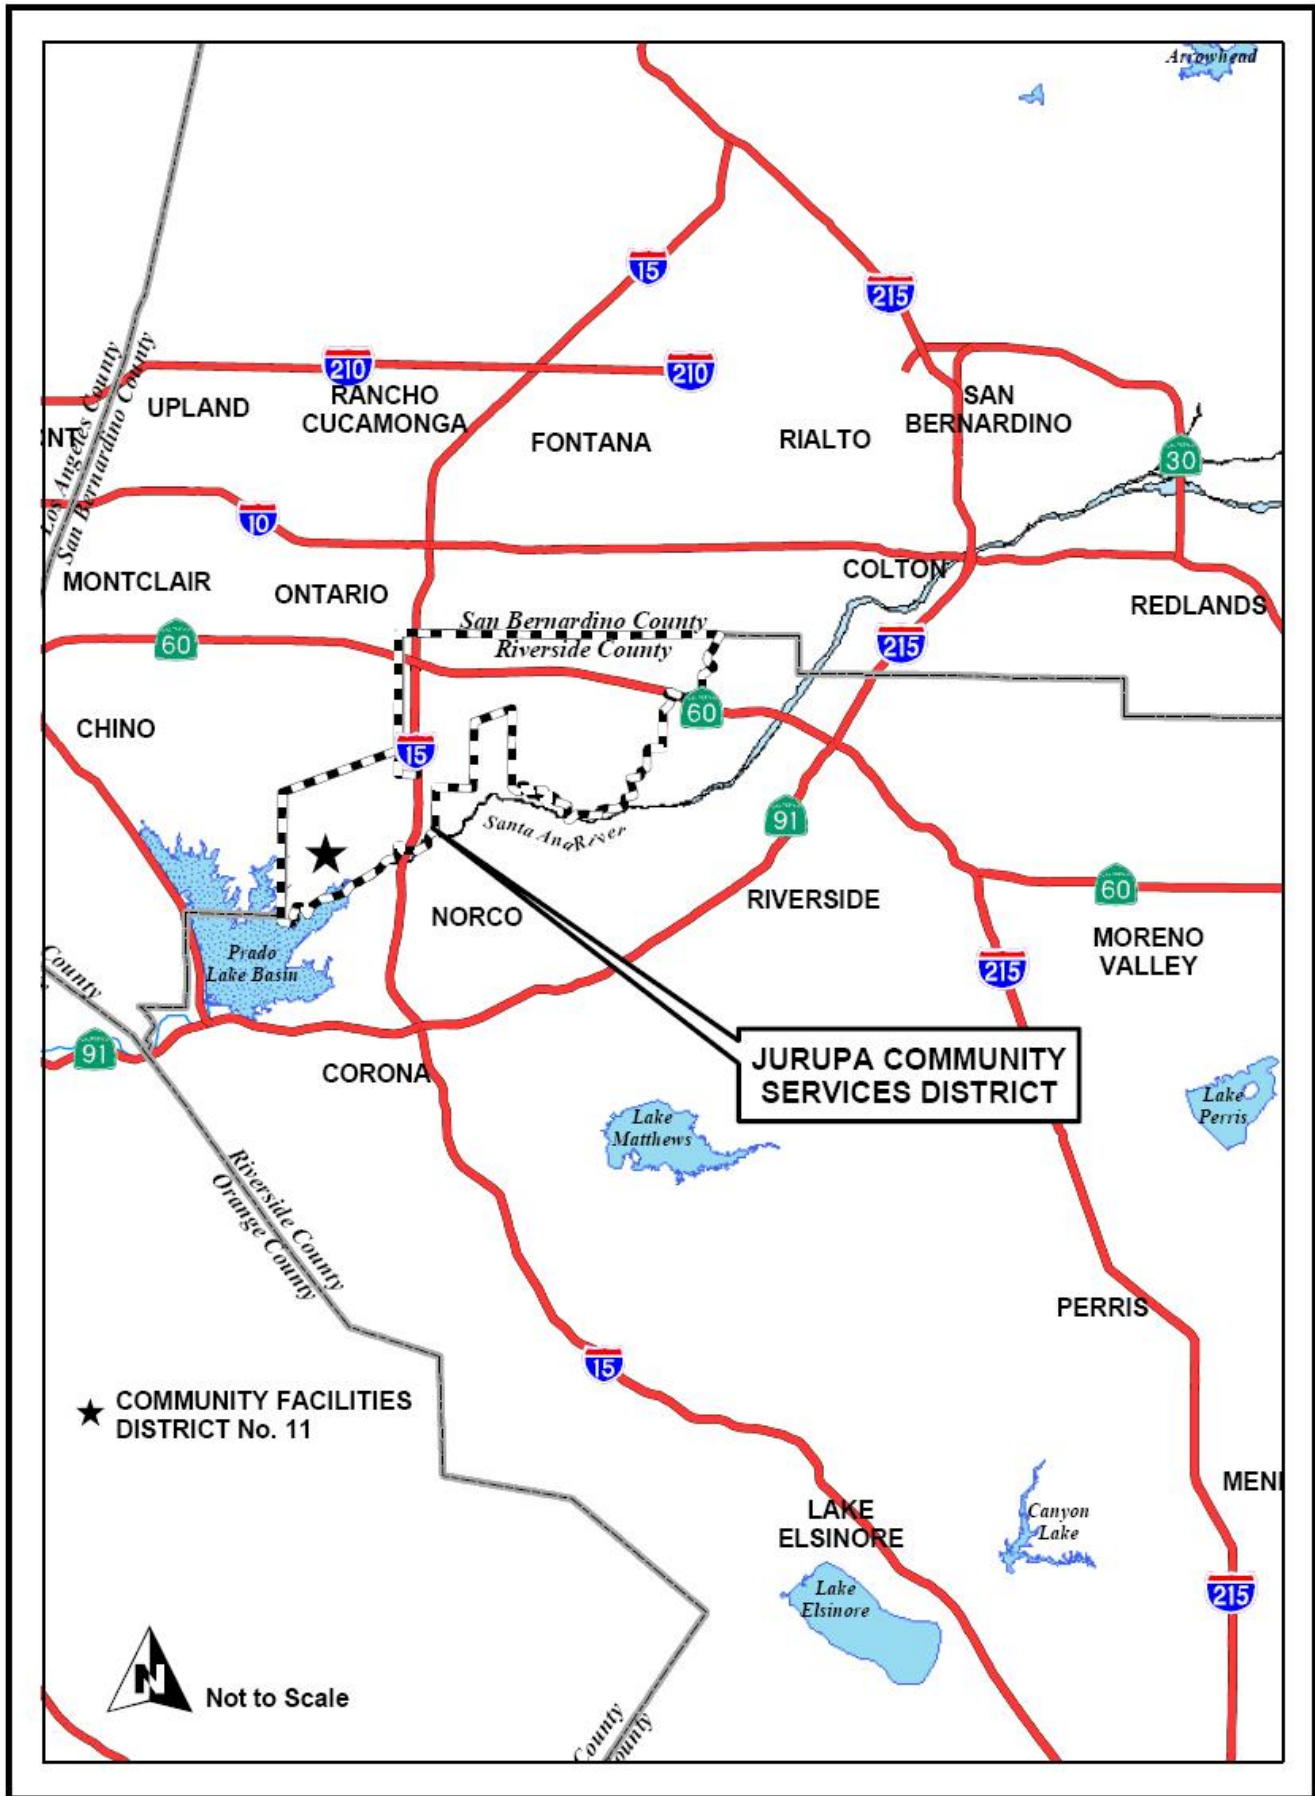 Arrowhead
15
215
210
210
UPLAND
RANCHO
CUCAMONGA
FONTANA
RIALTO
SAN
BERNARDINO
30
Los Angeles County
San Bernardino County
10
MONTCLAIR
ONTARIO
COLTON
REDLANDS
San Bernardino County
Riverside County
60
215
60
CHINO
15
91
Santa Ana River
NORCO
RIVERSIDE
60
MORENO
VALLEY
Prado
Lake Basin
215
County
91
CORONA
JURUPA COMMUNITY
SERVICES DISTRICT
Lake
Matthews
Lake
Perris
Riverside County
Orange County
PERRIS
15
COMMUNITY FACILITIES
DISTRICT No. 11
MENI
LAKE
ELSINORE
Canyon
Lake
Lake
Elsinore
215
N
Not to Scale
County